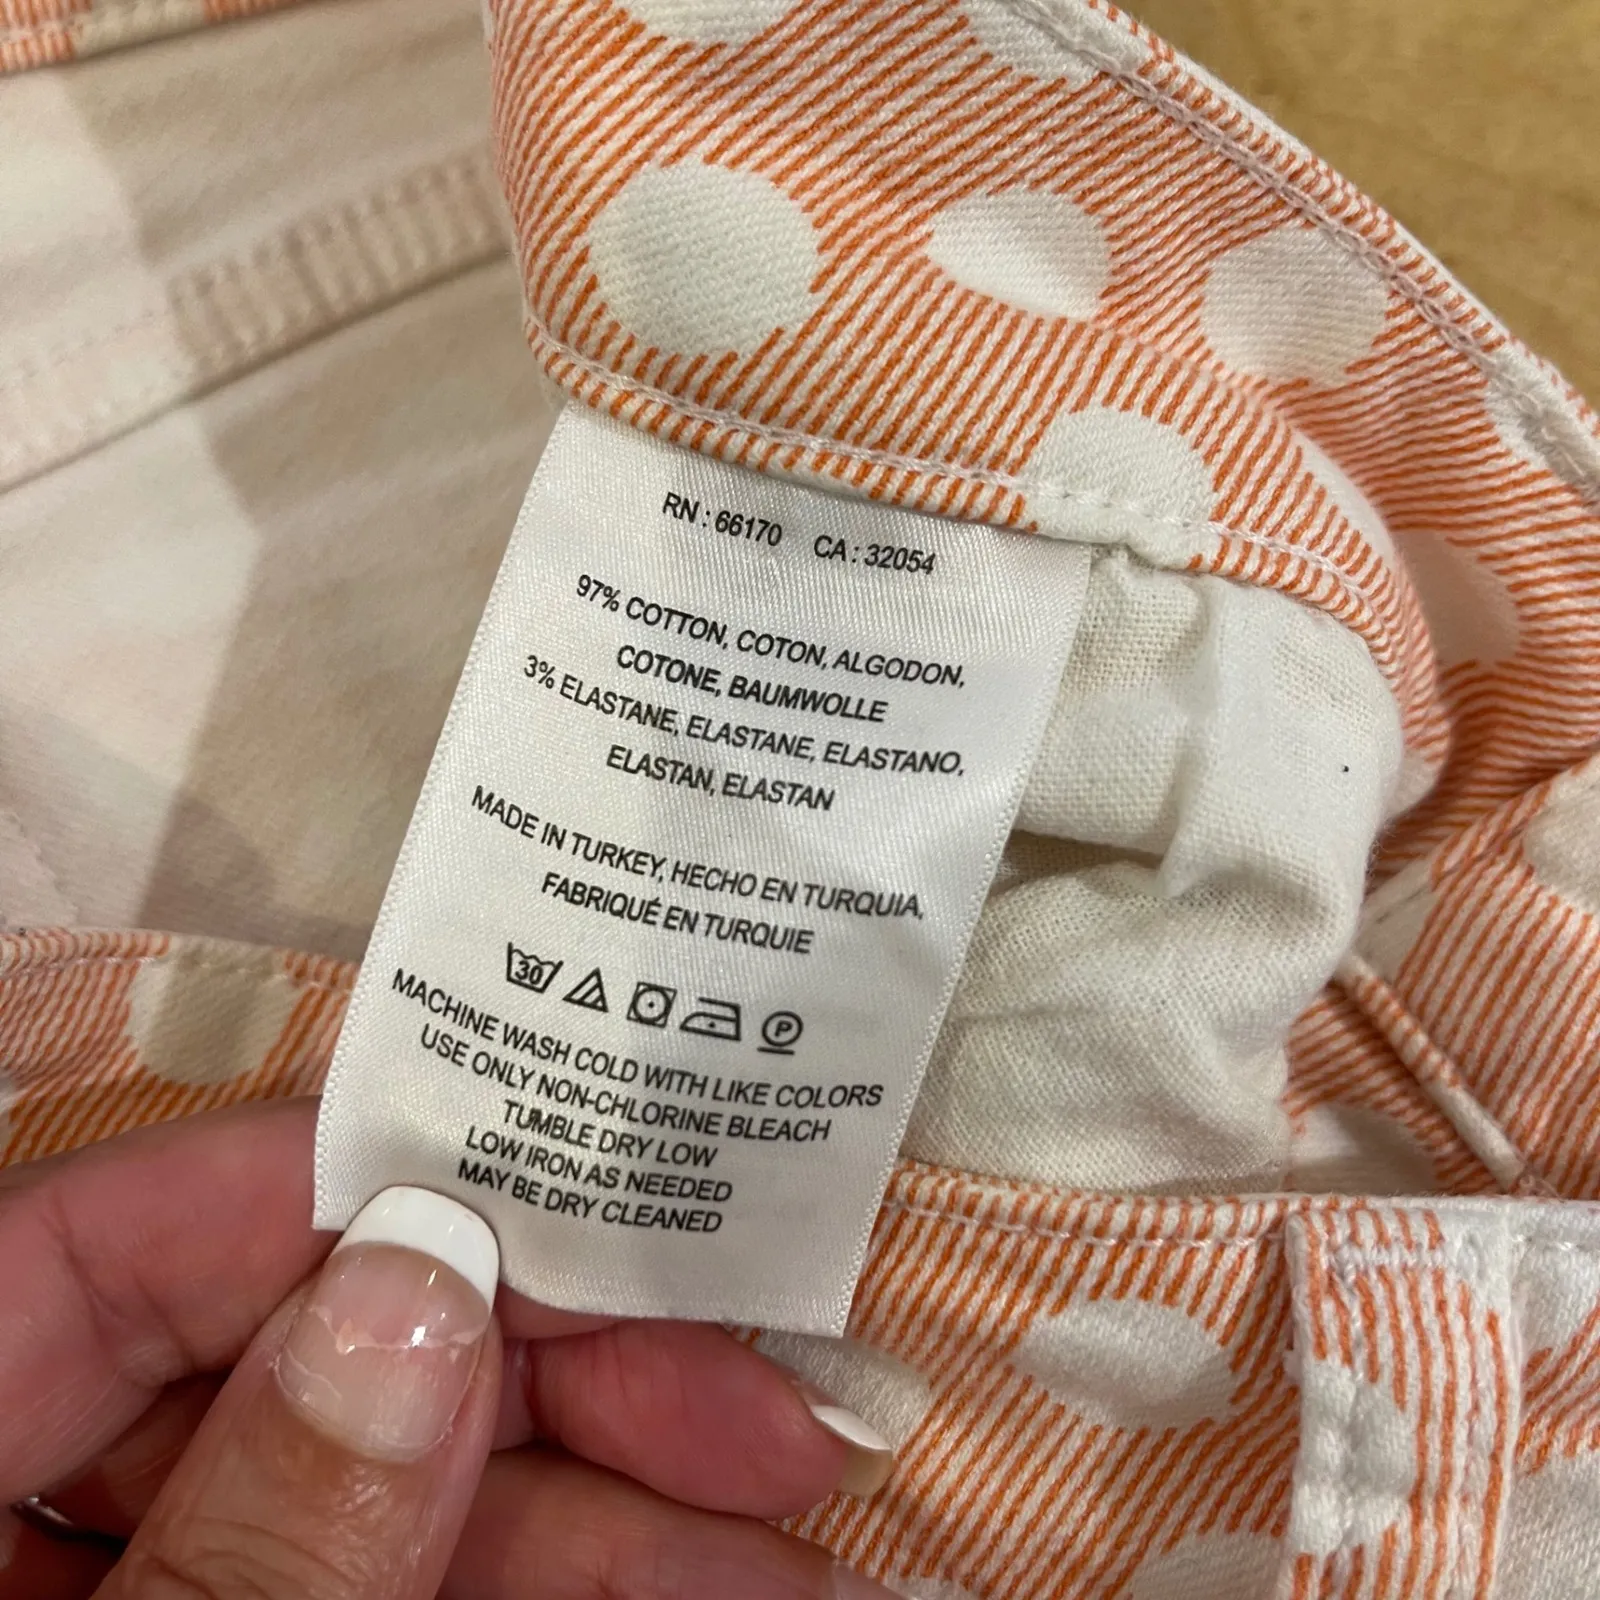 RN : 66170 CA : 32054
97% COTTON, COTON, ALGODON,
COTONE, BAUMWOLLE
3% ELASTANE, ELASTANE, ELASTANO,
ELASTAN, ELASTAN
MADE IN TURKEY, HECHO EN TURQUIA,
FABRIQUÉ EN TURQUIE
30 P
MACHINE WASH COLD WITH LIKE COLORS
USE ONLY NON-CHLORINE BLEACH
TUMBLE DRY LOW
LOW IRON AS NEEDED
MAY BE DRY CLEANED